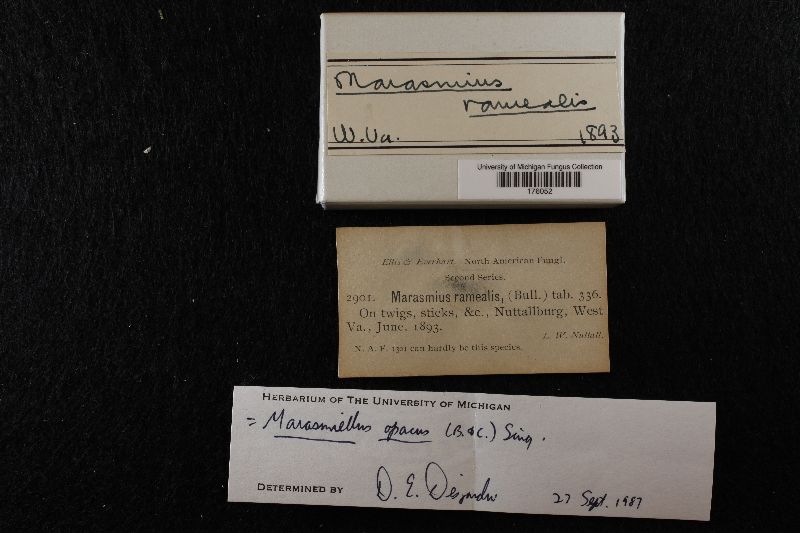 Marasmius
ramealis
W. Va. 1893
University of Michigan Fungus Collection
176052
Ellis & Everhart. North American Fungi.
Second Series.
2901. Marasmius ramealis, (Bull.) tab. 336.
On twigs, sticks, &c., Nuttallburg, West
Va., June, 1893.
L. W. Nuttall.
N. A. F. 1301 can hardly be this species.
HERBARIUM OF THE UNIVERSITY OF MICHIGAN
= Marasmiellus opacus (B. & C.) Sing.
DETERMINED BY D. E. Desjardin 27 Sept. 1987